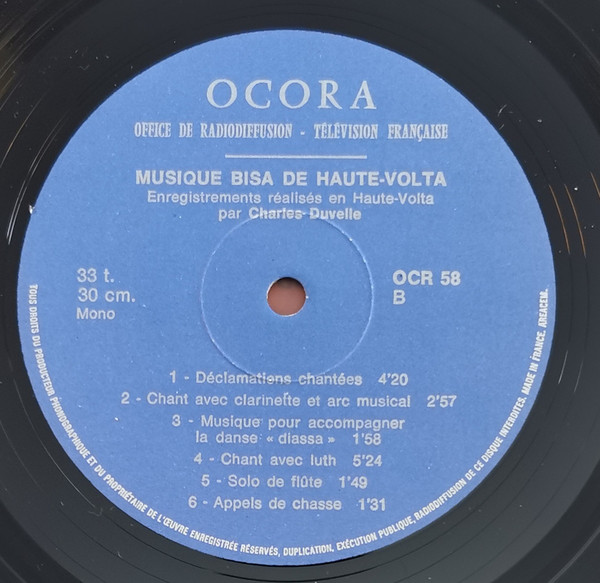 OCORA
OFFICE DE RADIODIFFUSION - TÉLÉVISION FRANÇAISE
MUSIQUE BISA DE HAUTE-VOLTA
Enregistrements réalisés en Haute-Volta
par Charles Duvelle
33 t.
30 cm.
Mono
OCR 58
B
1 - Déclamations chantées 4'20
2 - Chant avec clarinette et arc musical 2'57
3 - Musique pour accompagner
la danse « diassa » 1'58
4 - Chant avec luth 5'24
5 - Solo de flûte 1'49
6 - Appels de chasse 1'31
TOUS DROITS DU PRODUCTEUR PHONOGRAPHIQUE ET DU PROPRIÉTAIRE DE L'ŒUVRE ENREGISTRÉE RÉSERVÉS, DUPLICATION, EXÉCUTION PUBLIQUE, RADIODIFFUSION DE CE DISQUE INTERDITES. MADE IN FRANCE. AREACEM.